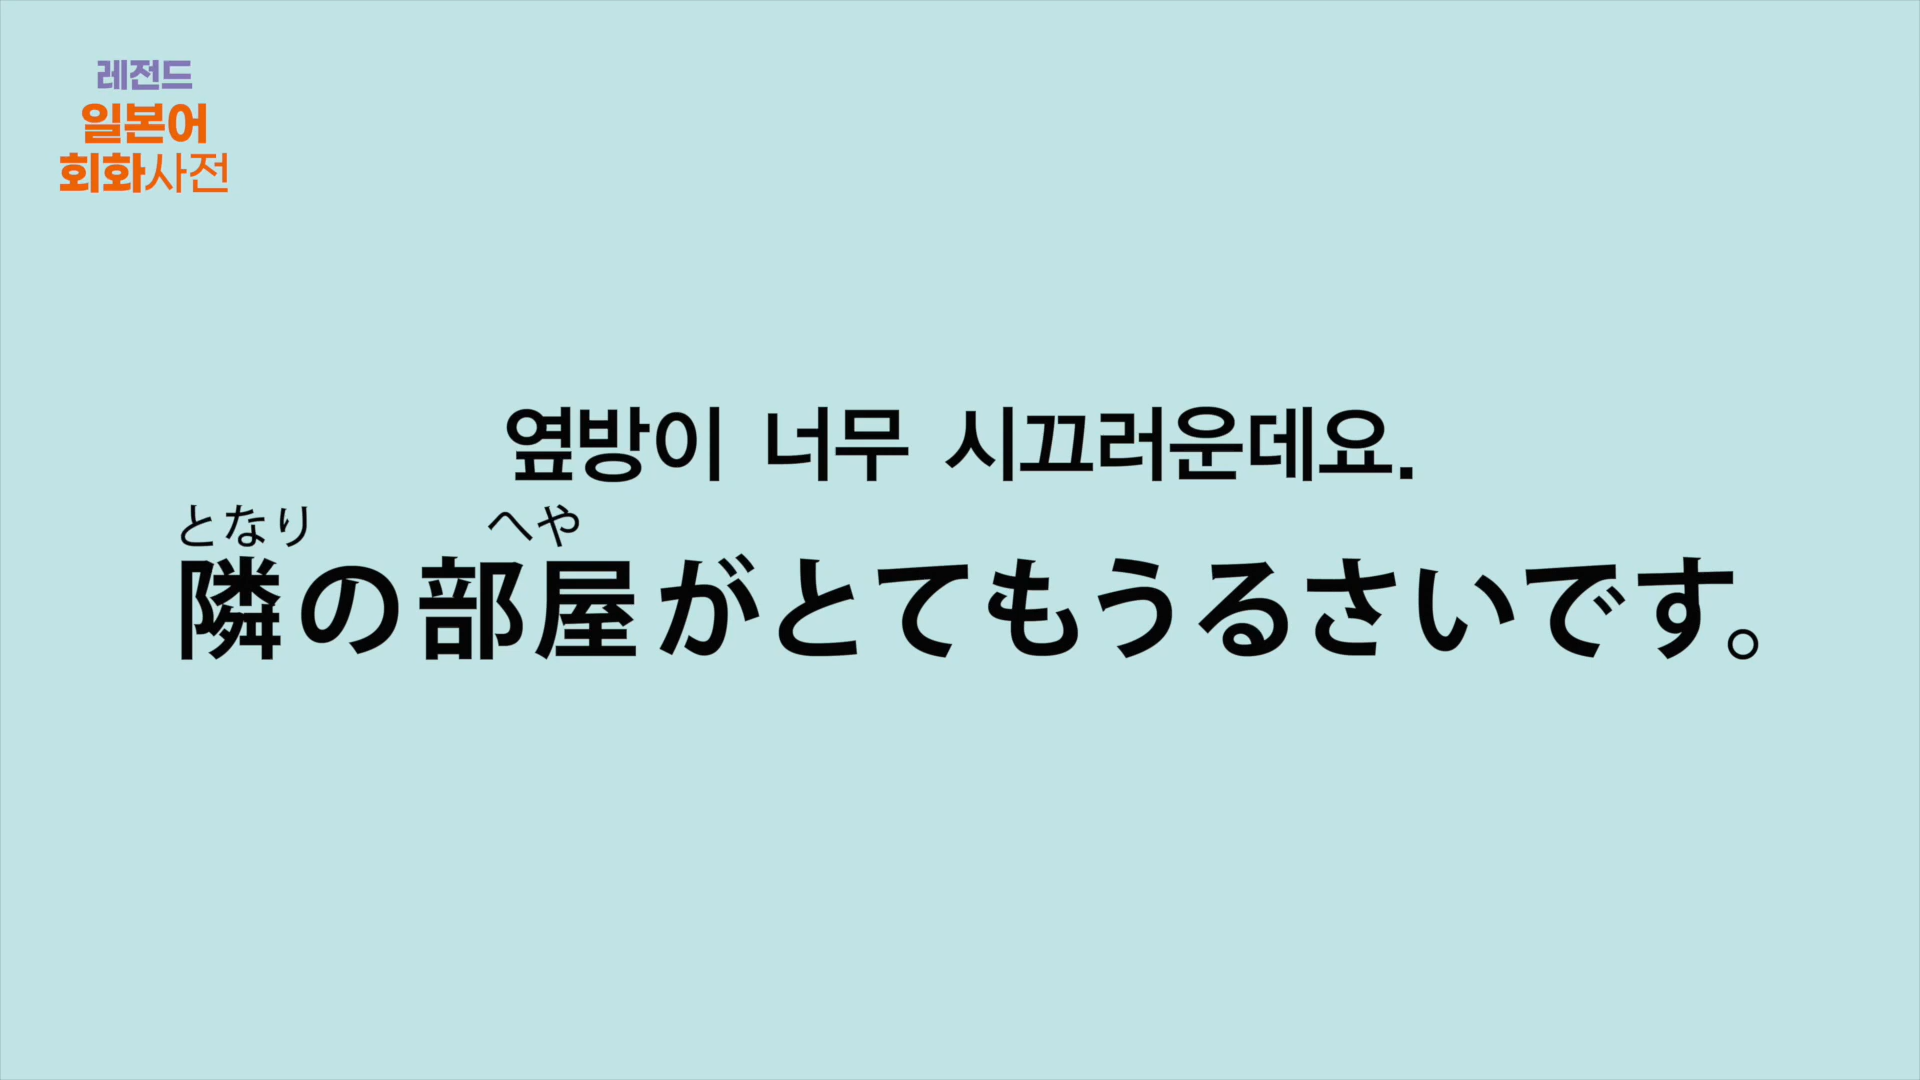 레전드
일본어
회화사전
옆방이 너무 시끄러운데요.
となり へや
隣の部屋がとてもうるさいです。